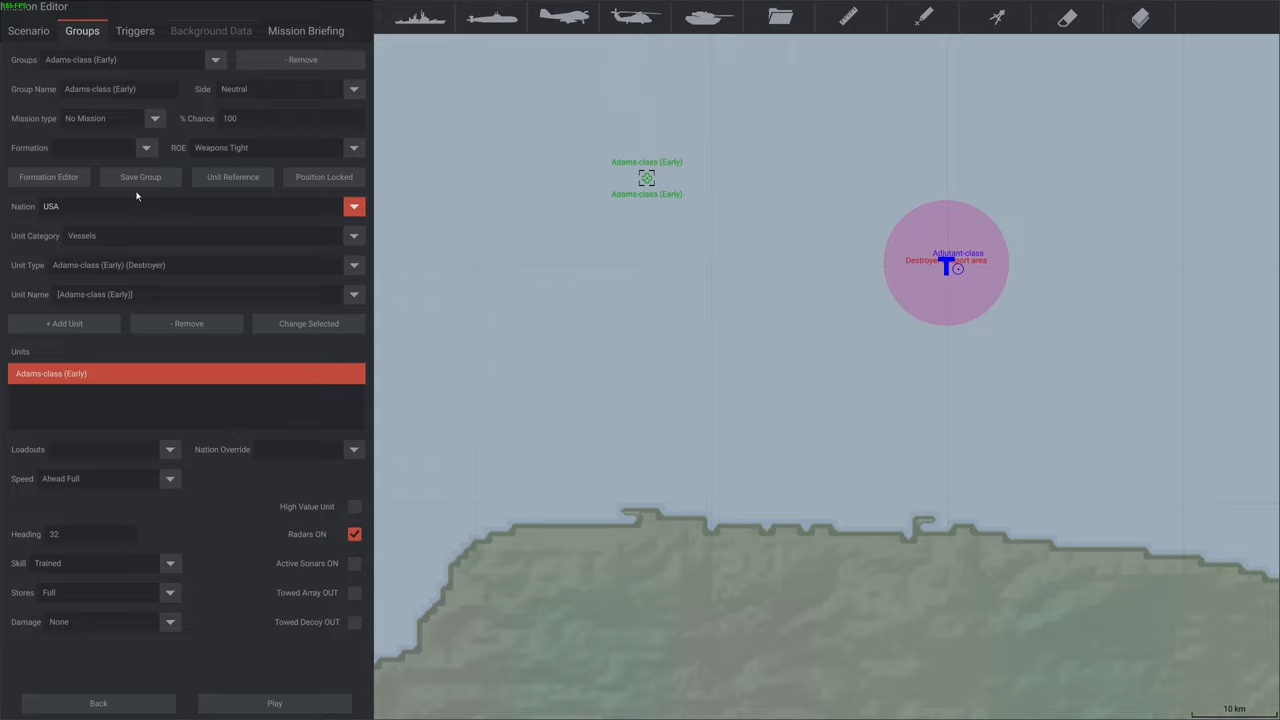 Mission Editor
Scenario Groups Triggers Background Data Mission Briefing
Groups Adams-class (Early) - Remove
Group Name Adams-class (Early) Side Neutral
Mission type No Mission % Chance 100
Formation ROE Weapons Tight
Formation Editor Save Group Unit Reference Position Locked
Nation USA
Unit Category Vessels
Unit Type Adams-class (Early) (Destroyer)
Unit Name [Adams-class (Early)]
+ Add Unit - Remove Change Selected
Units
Adams-class (Early)
Loadouts Nation Override
Speed Ahead Full
High Value Unit
Heading 32 Radars ON
Skill Trained Active Sonars ON
Stores Full Towed Array OUT
Damage None Towed Decoy OUT
Back Play
Adams-class (Early)
Adams-class (Early)
Adjutant-class
T
10 km